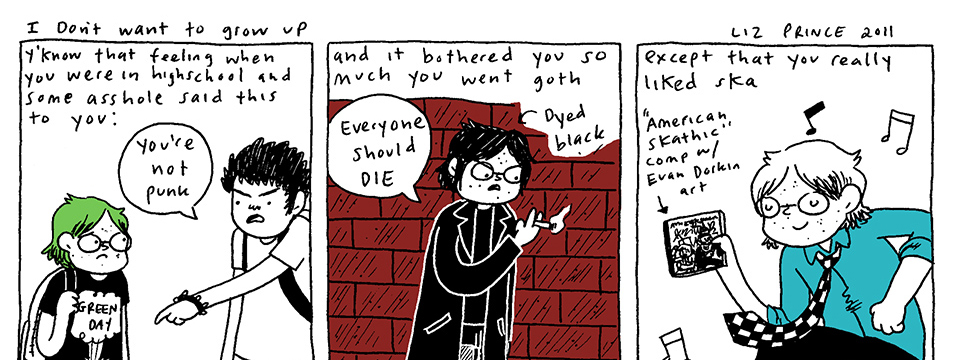 I Don't want to grow up
LIZ PRINCE 2011
y'know that feeling when
you were in highschool and
some asshole said this
to you:
you're
not
punk
GREEN
DAY
and it bothered you so
much you went goth
Everyone
should
DIE
Dyed
black
except that you really
liked ska
"American
skathic"
comp w/
Evan Dorkin
art